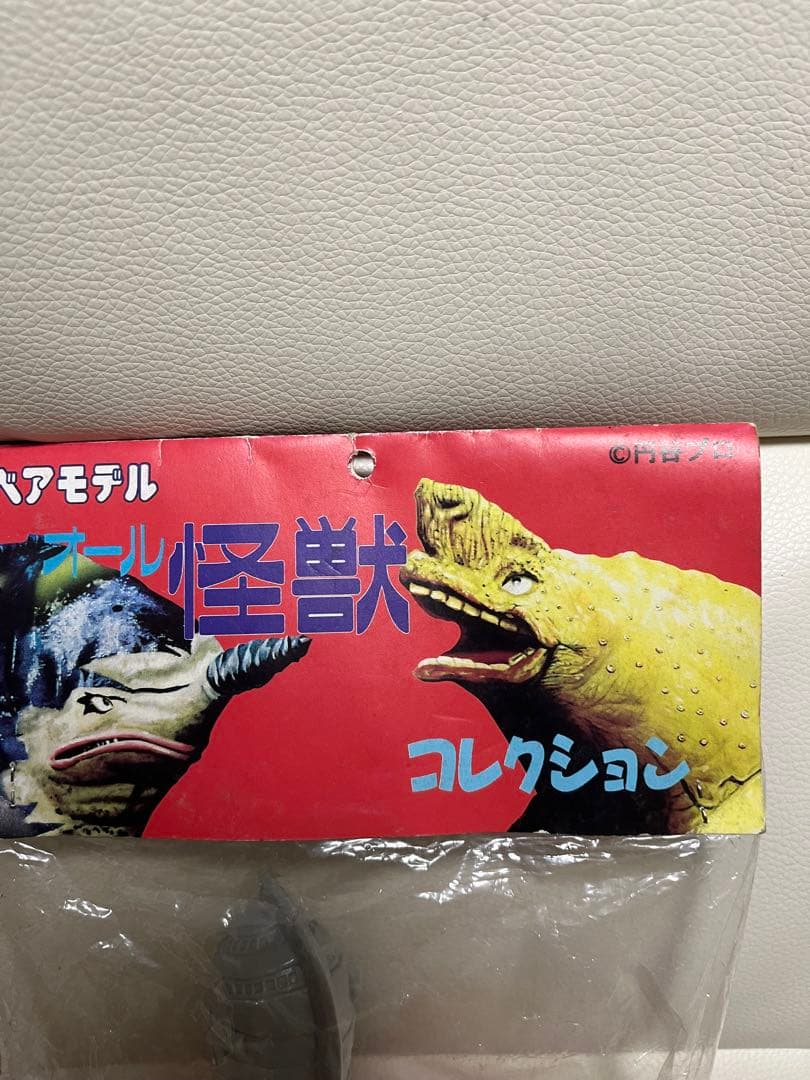 ベアモデル
©円谷プロ
オール怪獣
コレクション